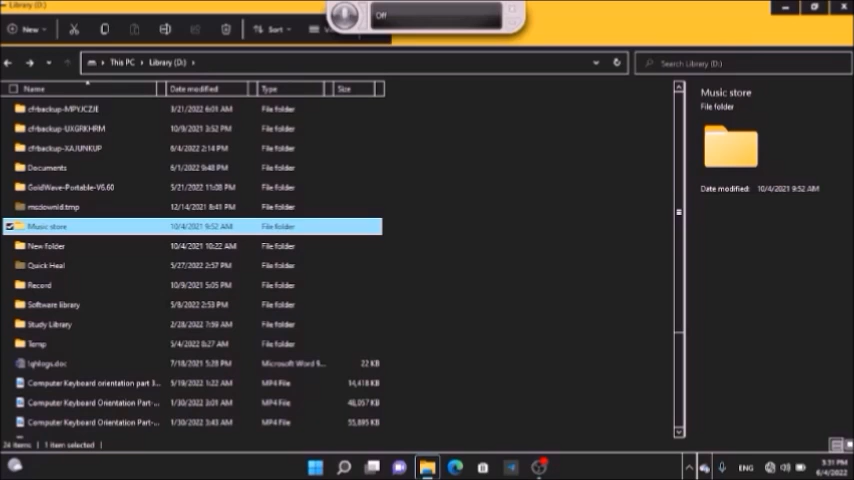 Library (D:)
Off
New
Sort
This PC > Library (D:) >
Search Library (D:)
Name Date modified Type Size
cfrbackup-MPYJCZJE 3/21/2022 6:01 AM File folder
cfrbackup-UXGRKHRM 10/9/2021 3:52 PM File folder
cfrbackup-XAJUNKUP 6/4/2022 2:14 PM File folder
Documents 6/1/2022 9:48 PM File folder
GoldWave-Portable-V6.60 5/21/2022 11:08 PM File folder
mcdownld.tmp 12/14/2021 8:41 PM File folder
Music store 10/4/2021 9:52 AM File folder
New folder 10/4/2021 10:22 AM File folder
Quick Heal 5/27/2022 2:57 PM File folder
Record 10/9/2021 5:05 PM File folder
Software library 5/8/2022 2:53 PM File folder
Study Library 2/28/2022 7:59 AM File folder
Temp 5/4/2022 8:27 AM File folder
7/18/2021 5:28 PM Microsoft Word 9... 22 KB
Computer Keyboard orientation part 3... 5/19/2022 1:22 AM MP4 File 14,418 KB
Computer Keyboard Orientation Part-... 1/30/2022 3:01 AM MP4 File 48,057 KB
Computer Keyboard Orientation Part-... 1/30/2022 3:43 AM MP4 File 55,895 KB
Music store
File folder
Date modified: 10/4/2021 9:52 AM
1 item selected
ENG
3:31 PM
6/4/2022